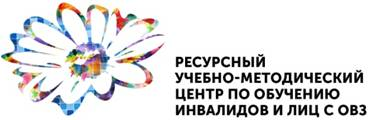 РЕСУРСНЫЙ
УЧЕБНО-МЕТОДИЧЕСКИЙ
ЦЕНТР ПО ОБУЧЕНИЮ
ИНВАЛИДОВ И ЛИЦ С ОВЗ